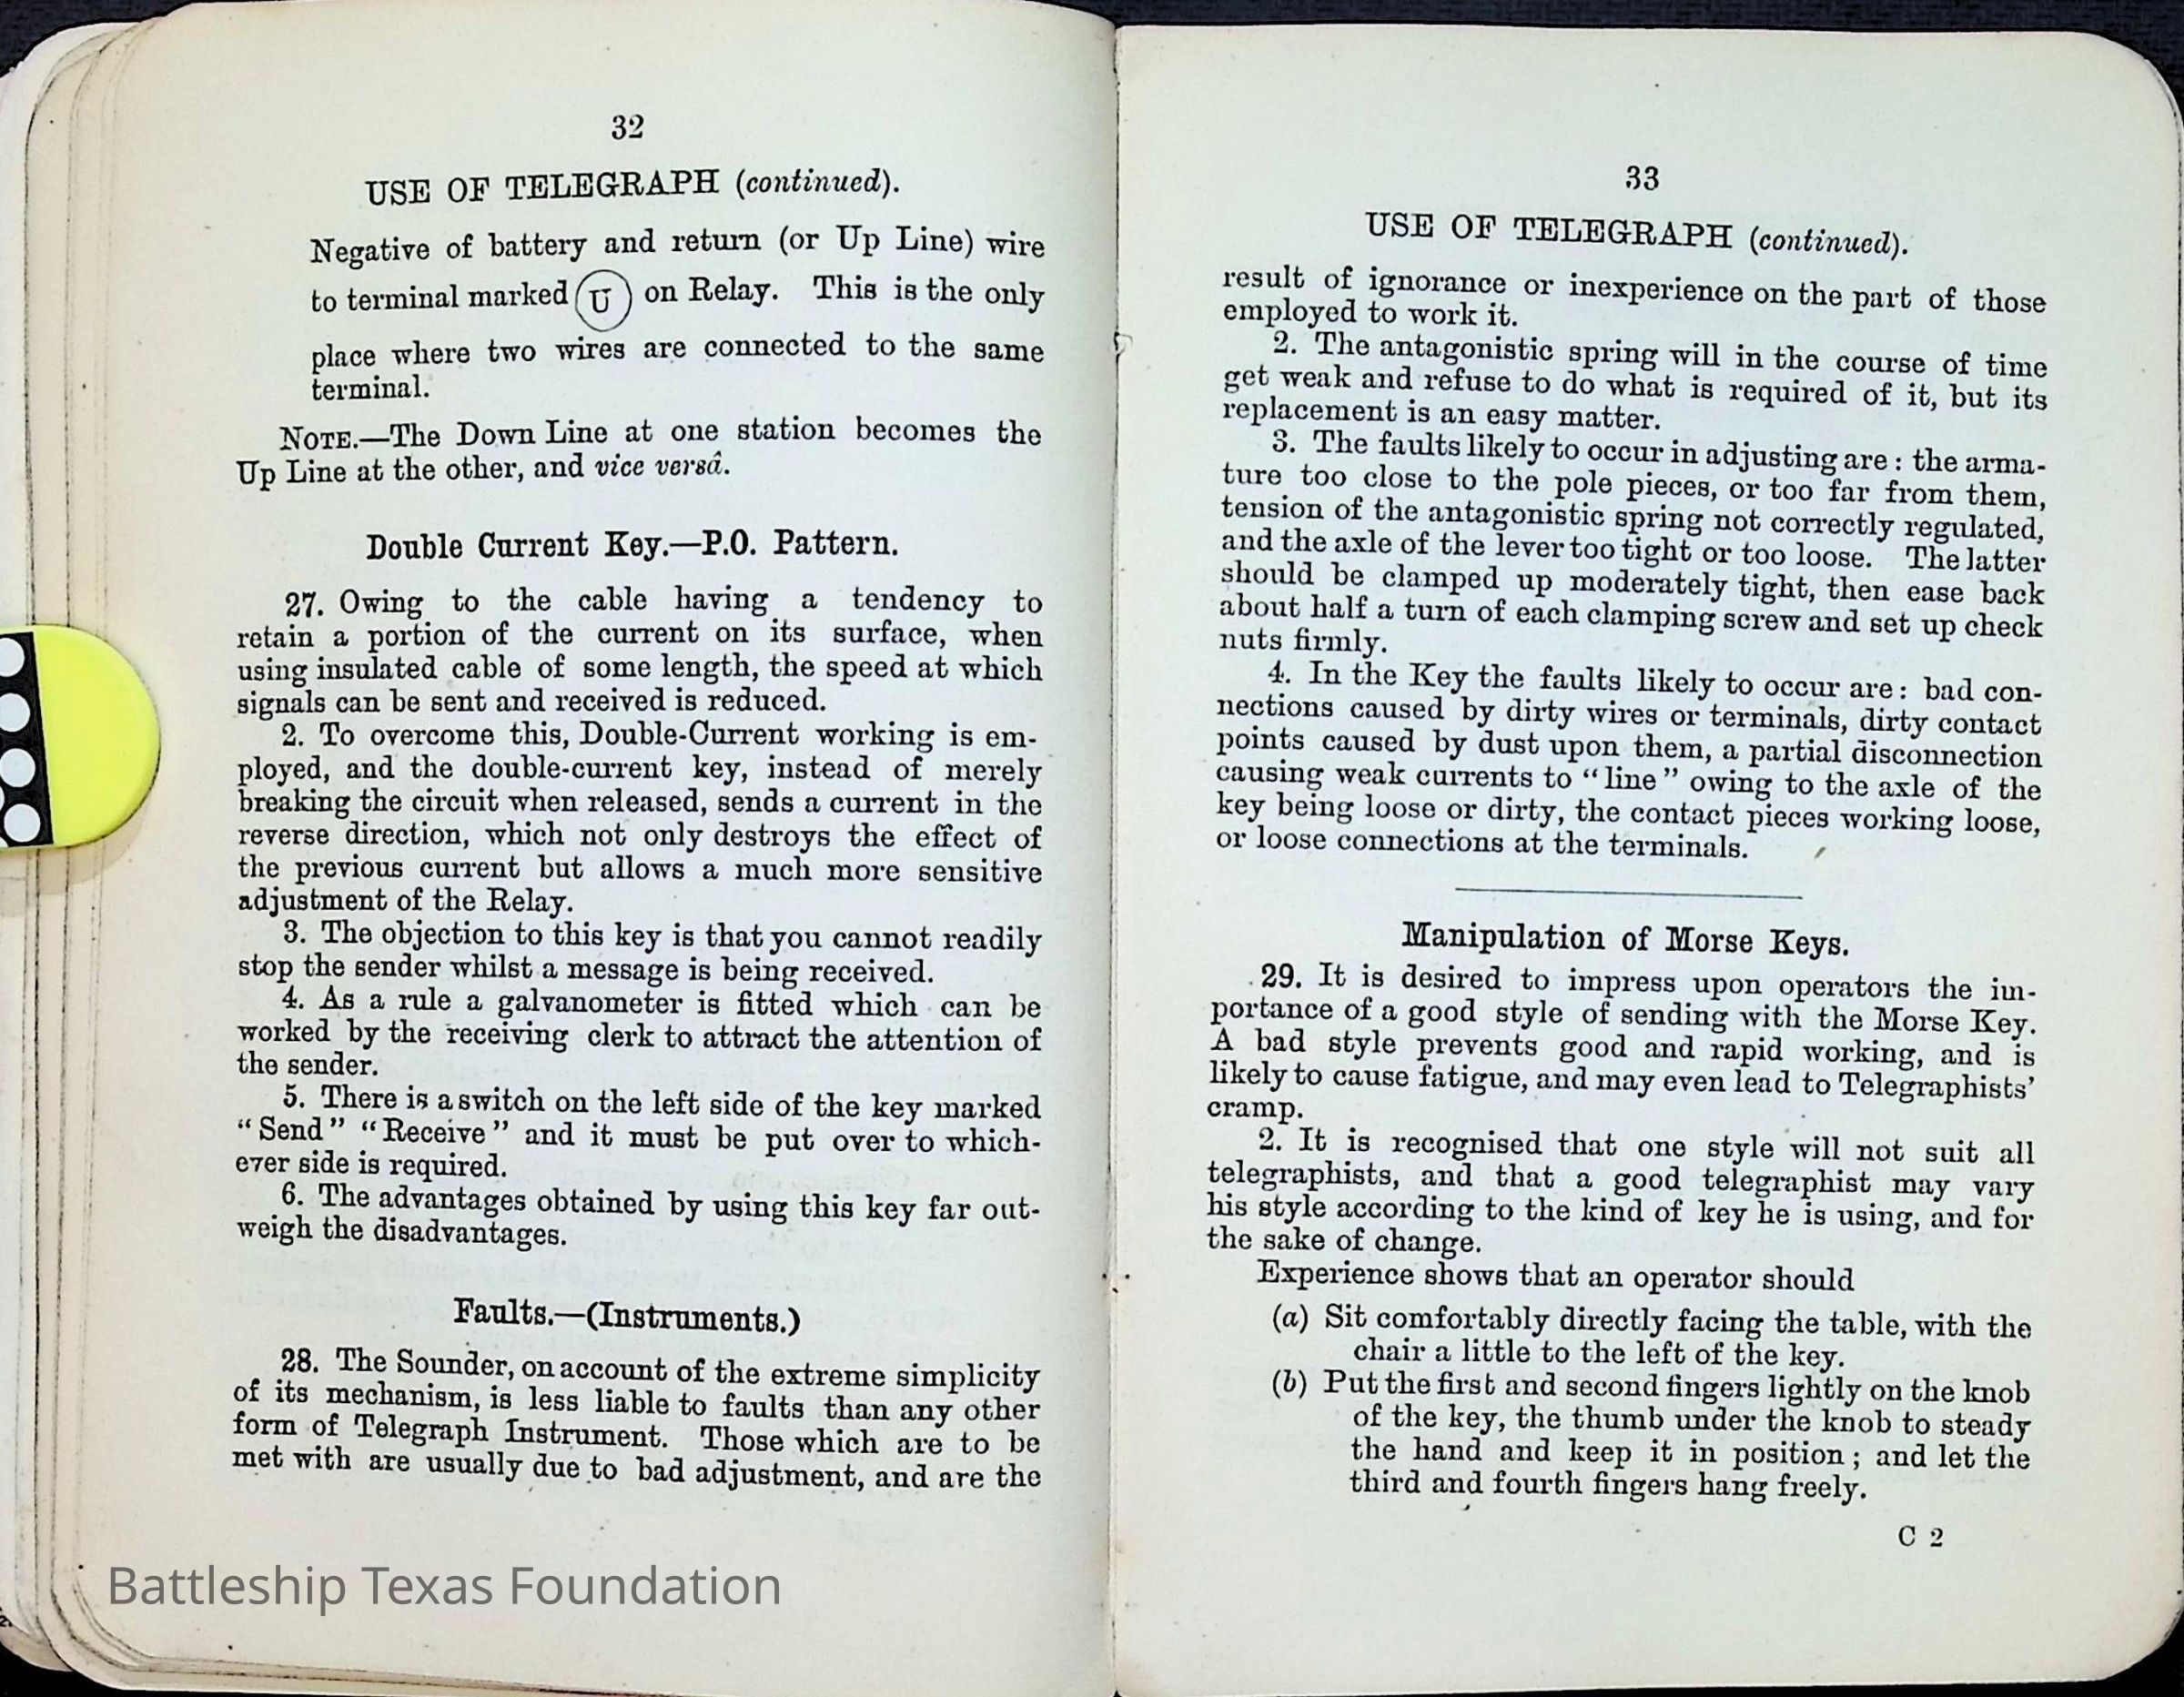 32
USE OF TELEGRAPH (continued).
Negative of battery and return (or Up Line) wire
to terminal marked U on Relay. This is the only
place where two wires are connected to the same
terminal.
NOTE.—The Down Line at one station becomes the
Up Line at the other, and vice versâ.
Double Current Key.—P.O. Pattern.
27. Owing to the cable having a tendency to
retain a portion of the current on its surface, when
using insulated cable of some length, the speed at which
signals can be sent and received is reduced.
2. To overcome this, Double-Current working is em-
ployed, and the double-current key, instead of merely
breaking the circuit when released, sends a current in the
reverse direction, which not only destroys the effect of
the previous current but allows a much more sensitive
adjustment of the Relay.
3. The objection to this key is that you cannot readily
stop the sender whilst a message is being received.
4. As a rule a galvanometer is fitted which can be
worked by the receiving clerk to attract the attention of
the sender.
5. There is a switch on the left side of the key marked
“Send” “Receive” and it must be put over to which-
ever side is required.
6. The advantages obtained by using this key far out-
weigh the disadvantages.
Faults.—(Instruments.)
28. The Sounder, on account of the extreme simplicity
of its mechanism, is less liable to faults than any other
form of Telegraph Instrument. Those which are to be
met with are usually due to bad adjustment, and are the
Battleship Texas Foundation
33
USE OF TELEGRAPH (continued).
result of ignorance or inexperience on the part of those
employed to work it.
2. The antagonistic spring will in the course of time
get weak and refuse to do what is required of it, but its
replacement is an easy matter.
3. The faults likely to occur in adjusting are: the arma-
ture too close to the pole pieces, or too far from them,
tension of the antagonistic spring not correctly regulated,
and the axle of the lever too tight or too loose. The latter
should be clamped up moderately tight, then ease back
about half a turn of each clamping screw and set up check
nuts firmly.
4. In the Key the faults likely to occur are: bad con-
nections caused by dirty wires or terminals, dirty contact
points caused by dust upon them, a partial disconnection
causing weak currents to “line” owing to the axle of the
key being loose or dirty, the contact pieces working loose,
or loose connections at the terminals.
Manipulation of Morse Keys.
29. It is desired to impress upon operators the im-
portance of a good style of sending with the Morse Key.
A bad style prevents good and rapid working, and is
likely to cause fatigue, and may even lead to Telegraphists’
cramp.
2. It is recognised that one style will not suit all
telegraphists, and that a good telegraphist may vary
his style according to the kind of key he is using, and for
the sake of change.
Experience shows that an operator should
(a) Sit comfortably directly facing the table, with the
chair a little to the left of the key.
(b) Put the first and second fingers lightly on the knob
of the key, the thumb under the knob to steady
the hand and keep it in position; and let the
third and fourth fingers hang freely.
C 2